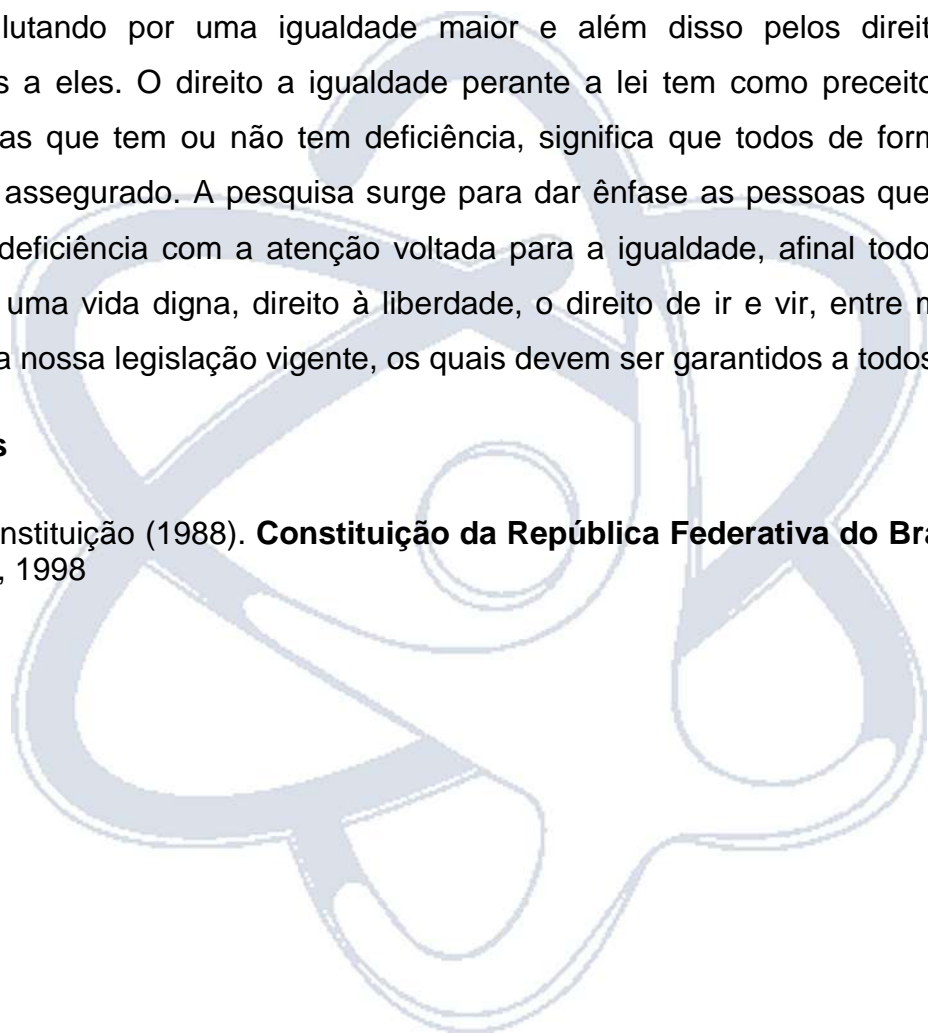 lutando por uma igualdade maior e além disso pelos direit
s a eles. O direito a igualdade perante a lei tem como preceito
as que tem ou não tem deficiência, significa que todos de form
assegurado. A pesquisa surge para dar ênfase as pessoas que
deficiência com a atenção voltada para a igualdade, afinal todo
uma vida digna, direito à liberdade, o direito de ir e vir, entre m
a nossa legislação vigente, os quais devem ser garantidos a todos
s
nstituição (1988). Constituição da República Federativa do Bra
, 1998